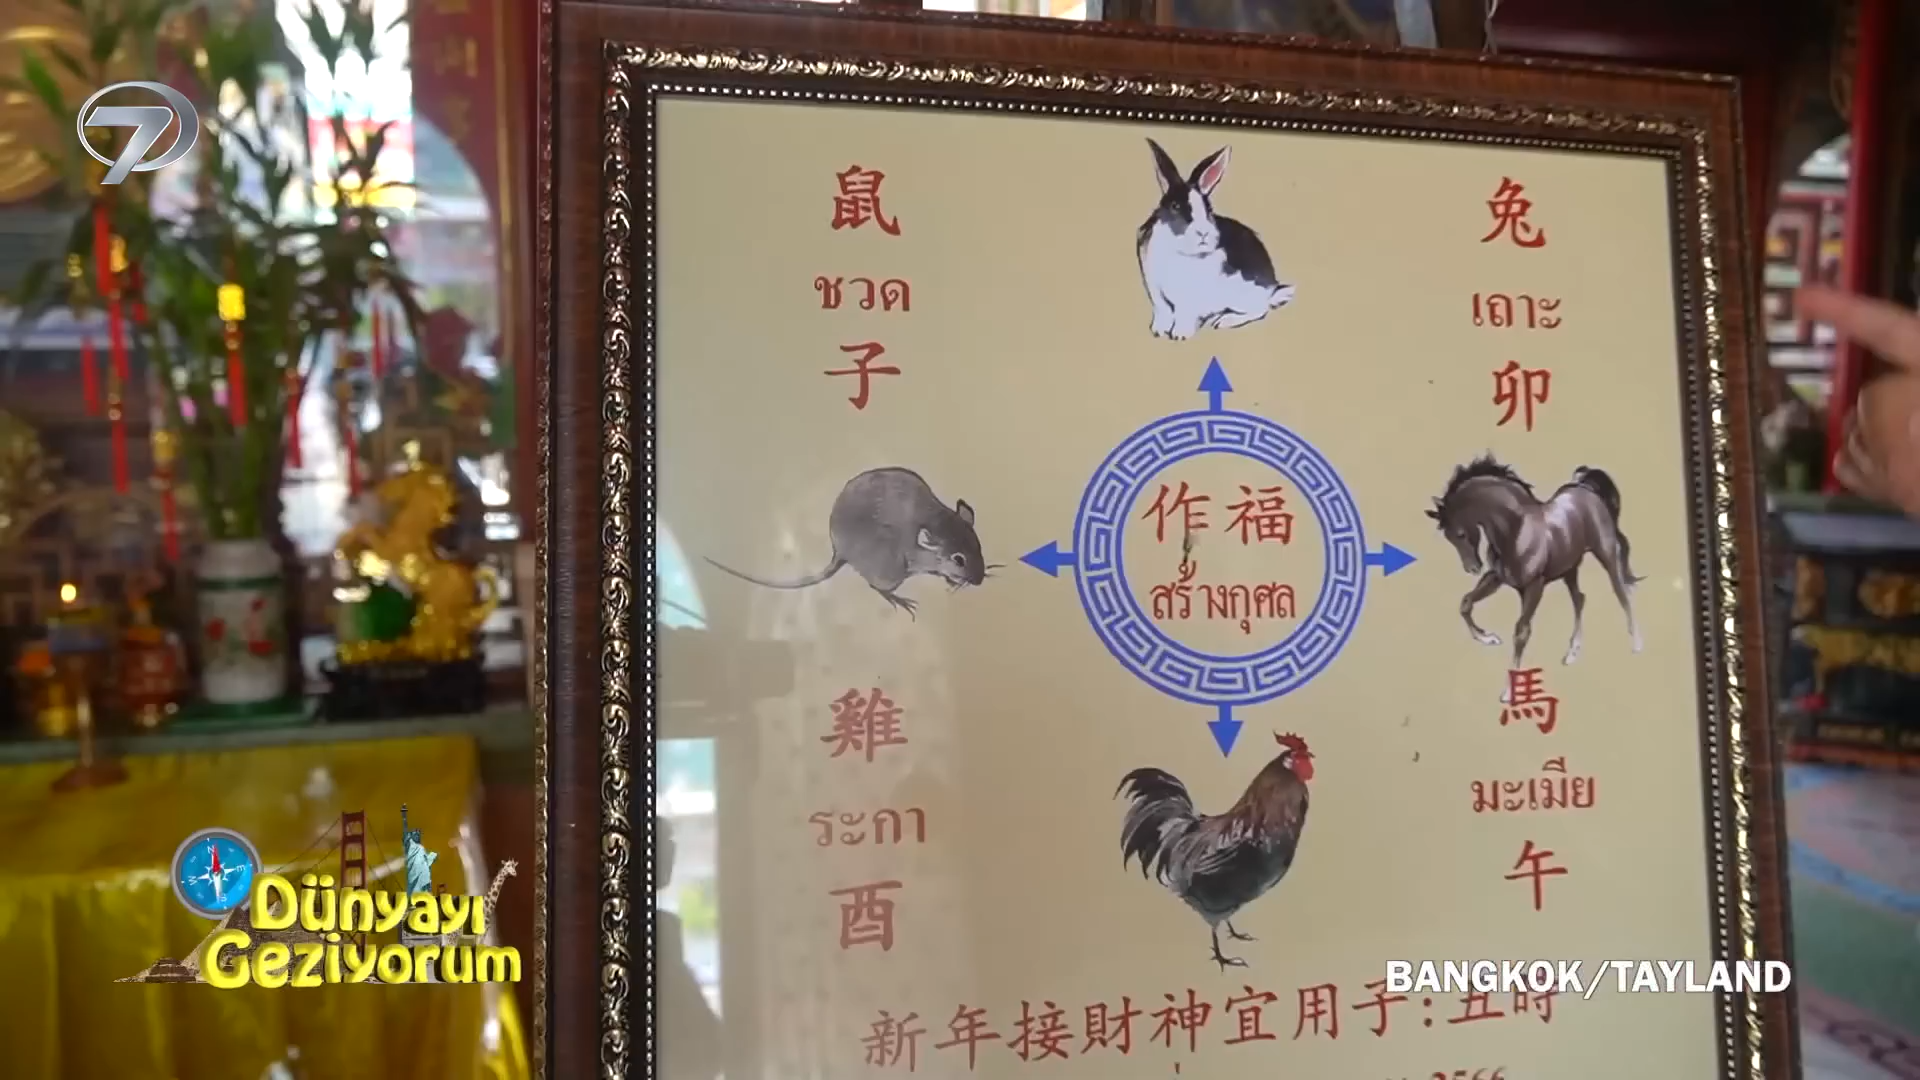 7
鼠
ชวด
子
兔
เถาะ
卯
作福
สร้างกุศล
雞
ระกา
酉
馬
มะเมีย
午
新年接財神宜用子:丑時
2566
Dünyayı
Geziyorum
BANGKOK/TAYLAND